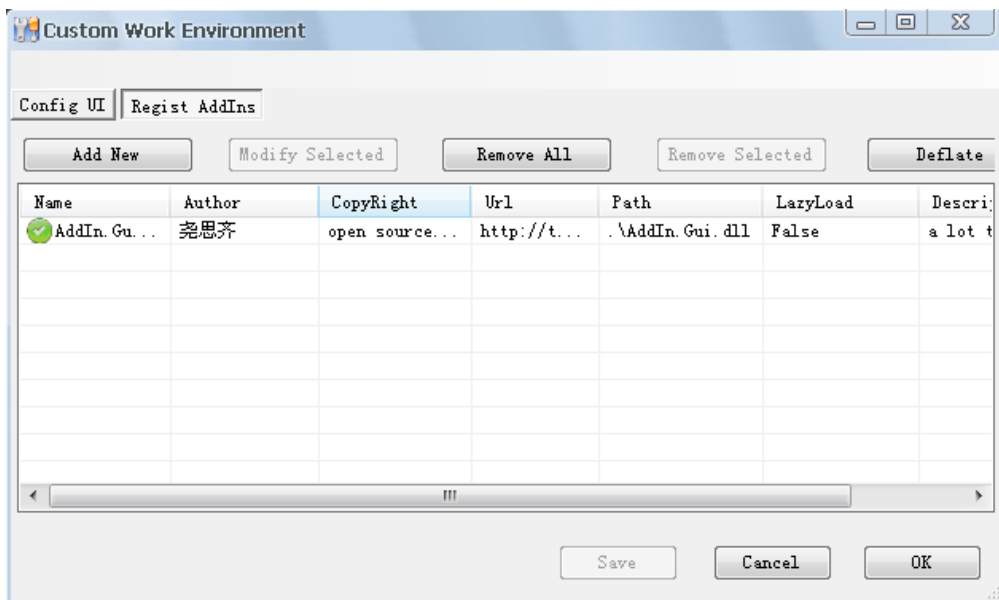 Custom Work Environment
Config UI Regist AddIns
Add New Modify Selected Remove All Remove Selected Deflate
Name Author CopyRight Url Path LazyLoad Descri
AddIn.Gu... 尧思齐 open source... http://t... .\AddIn.Gui.dll False a lot t
Save Cancel OK